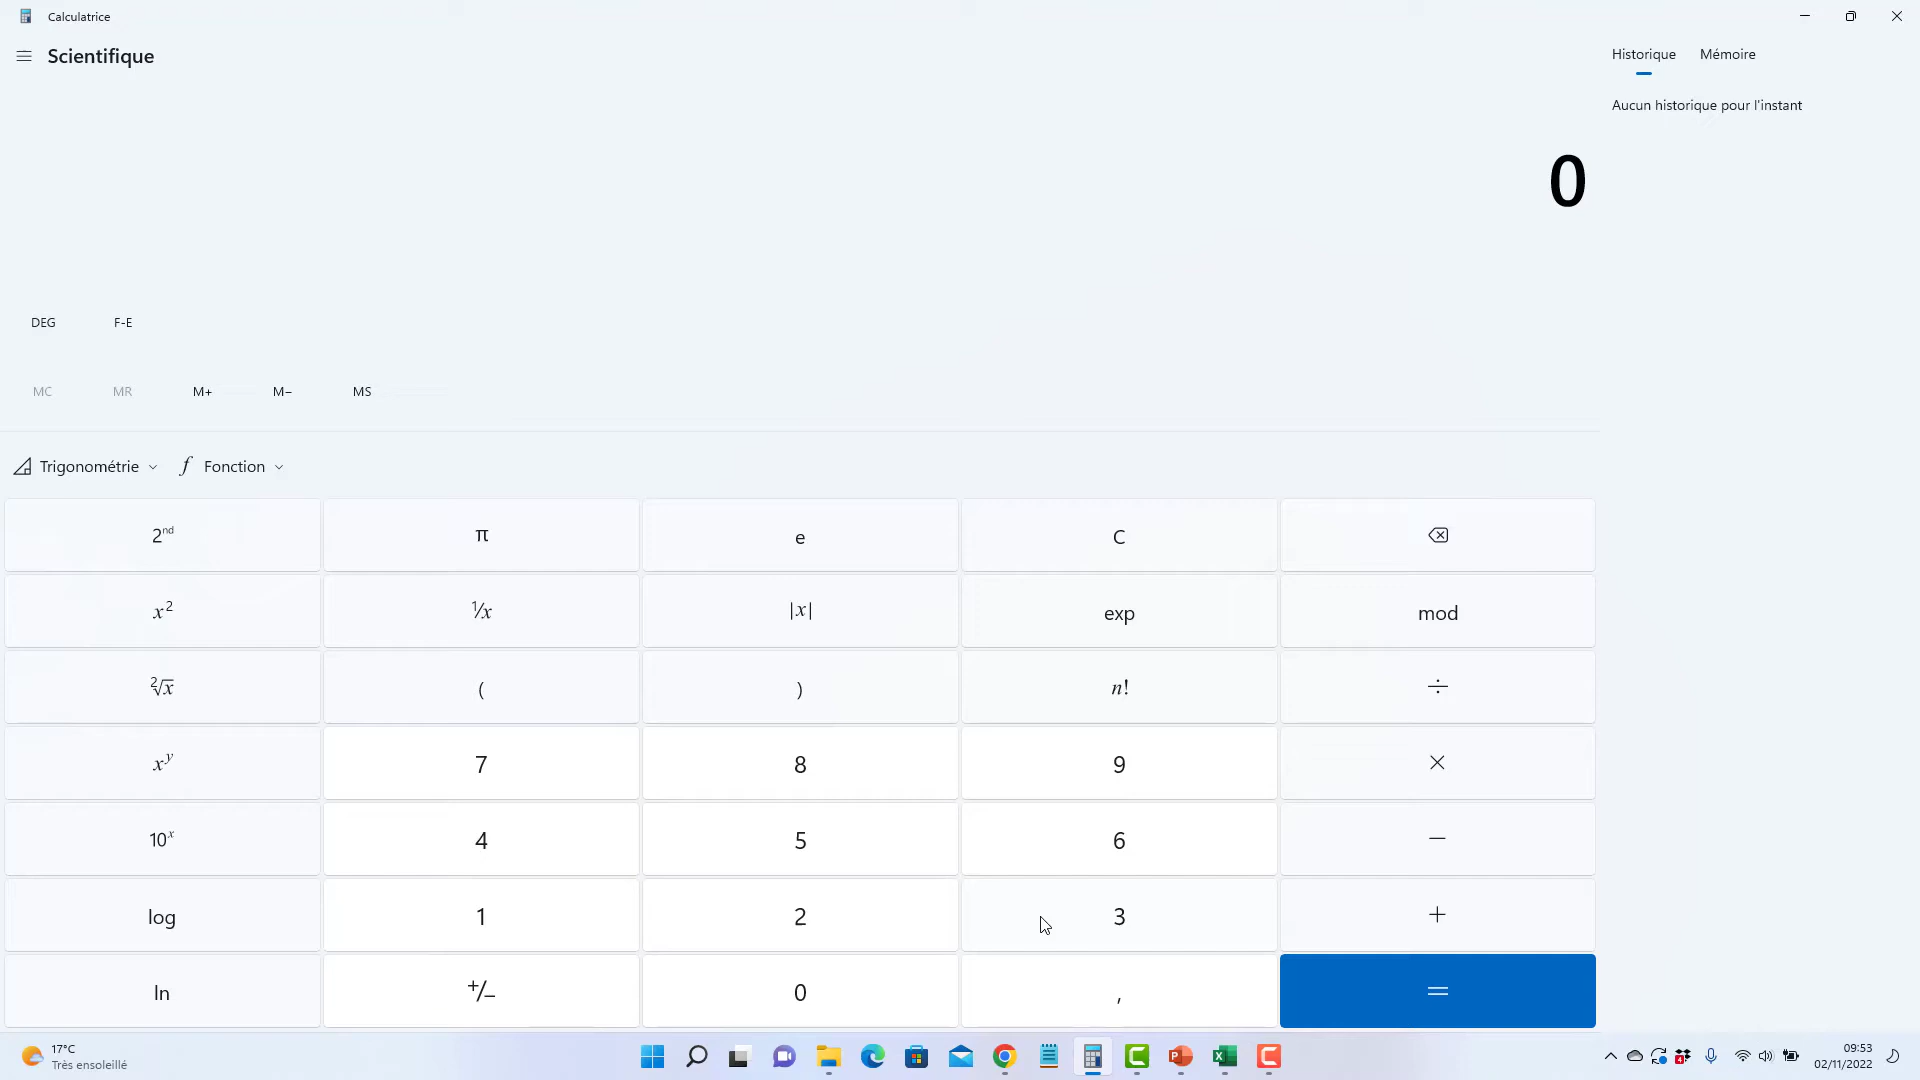 Calculatrice
Scientifique
Historique Mémoire
Aucun historique pour l'instant
0
DEG F-E
MC MR M+ M− MS
Trigonométrie f Fonction
2nd π e C
x2 1/x |x| exp mod
2√x ( ) n! ÷
xy 7 8 9 ×
10x 4 5 6 −
log 1 2 3 +
ln +/− 0 , =
17°C
Très ensoleillé
09:53
02/11/2022